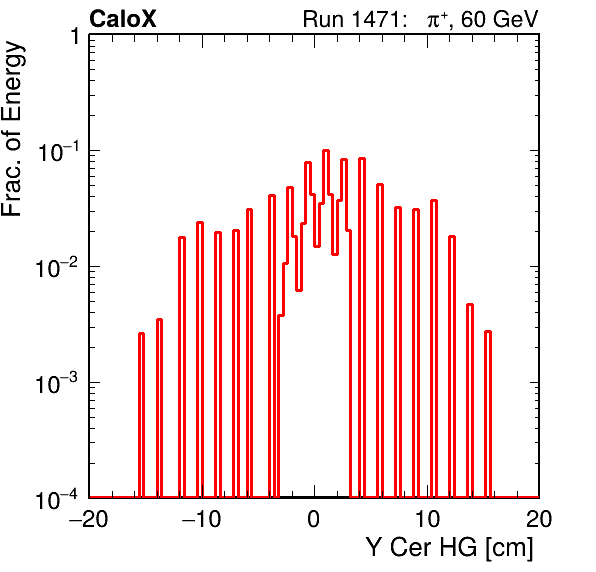 CaloX Run 1471: π⁺, 60 GeV
Frac. of Energy
1
10⁻¹
10⁻²
10⁻³
10⁻⁴
−20 −10 0 10 20
Y Cer HG [cm]